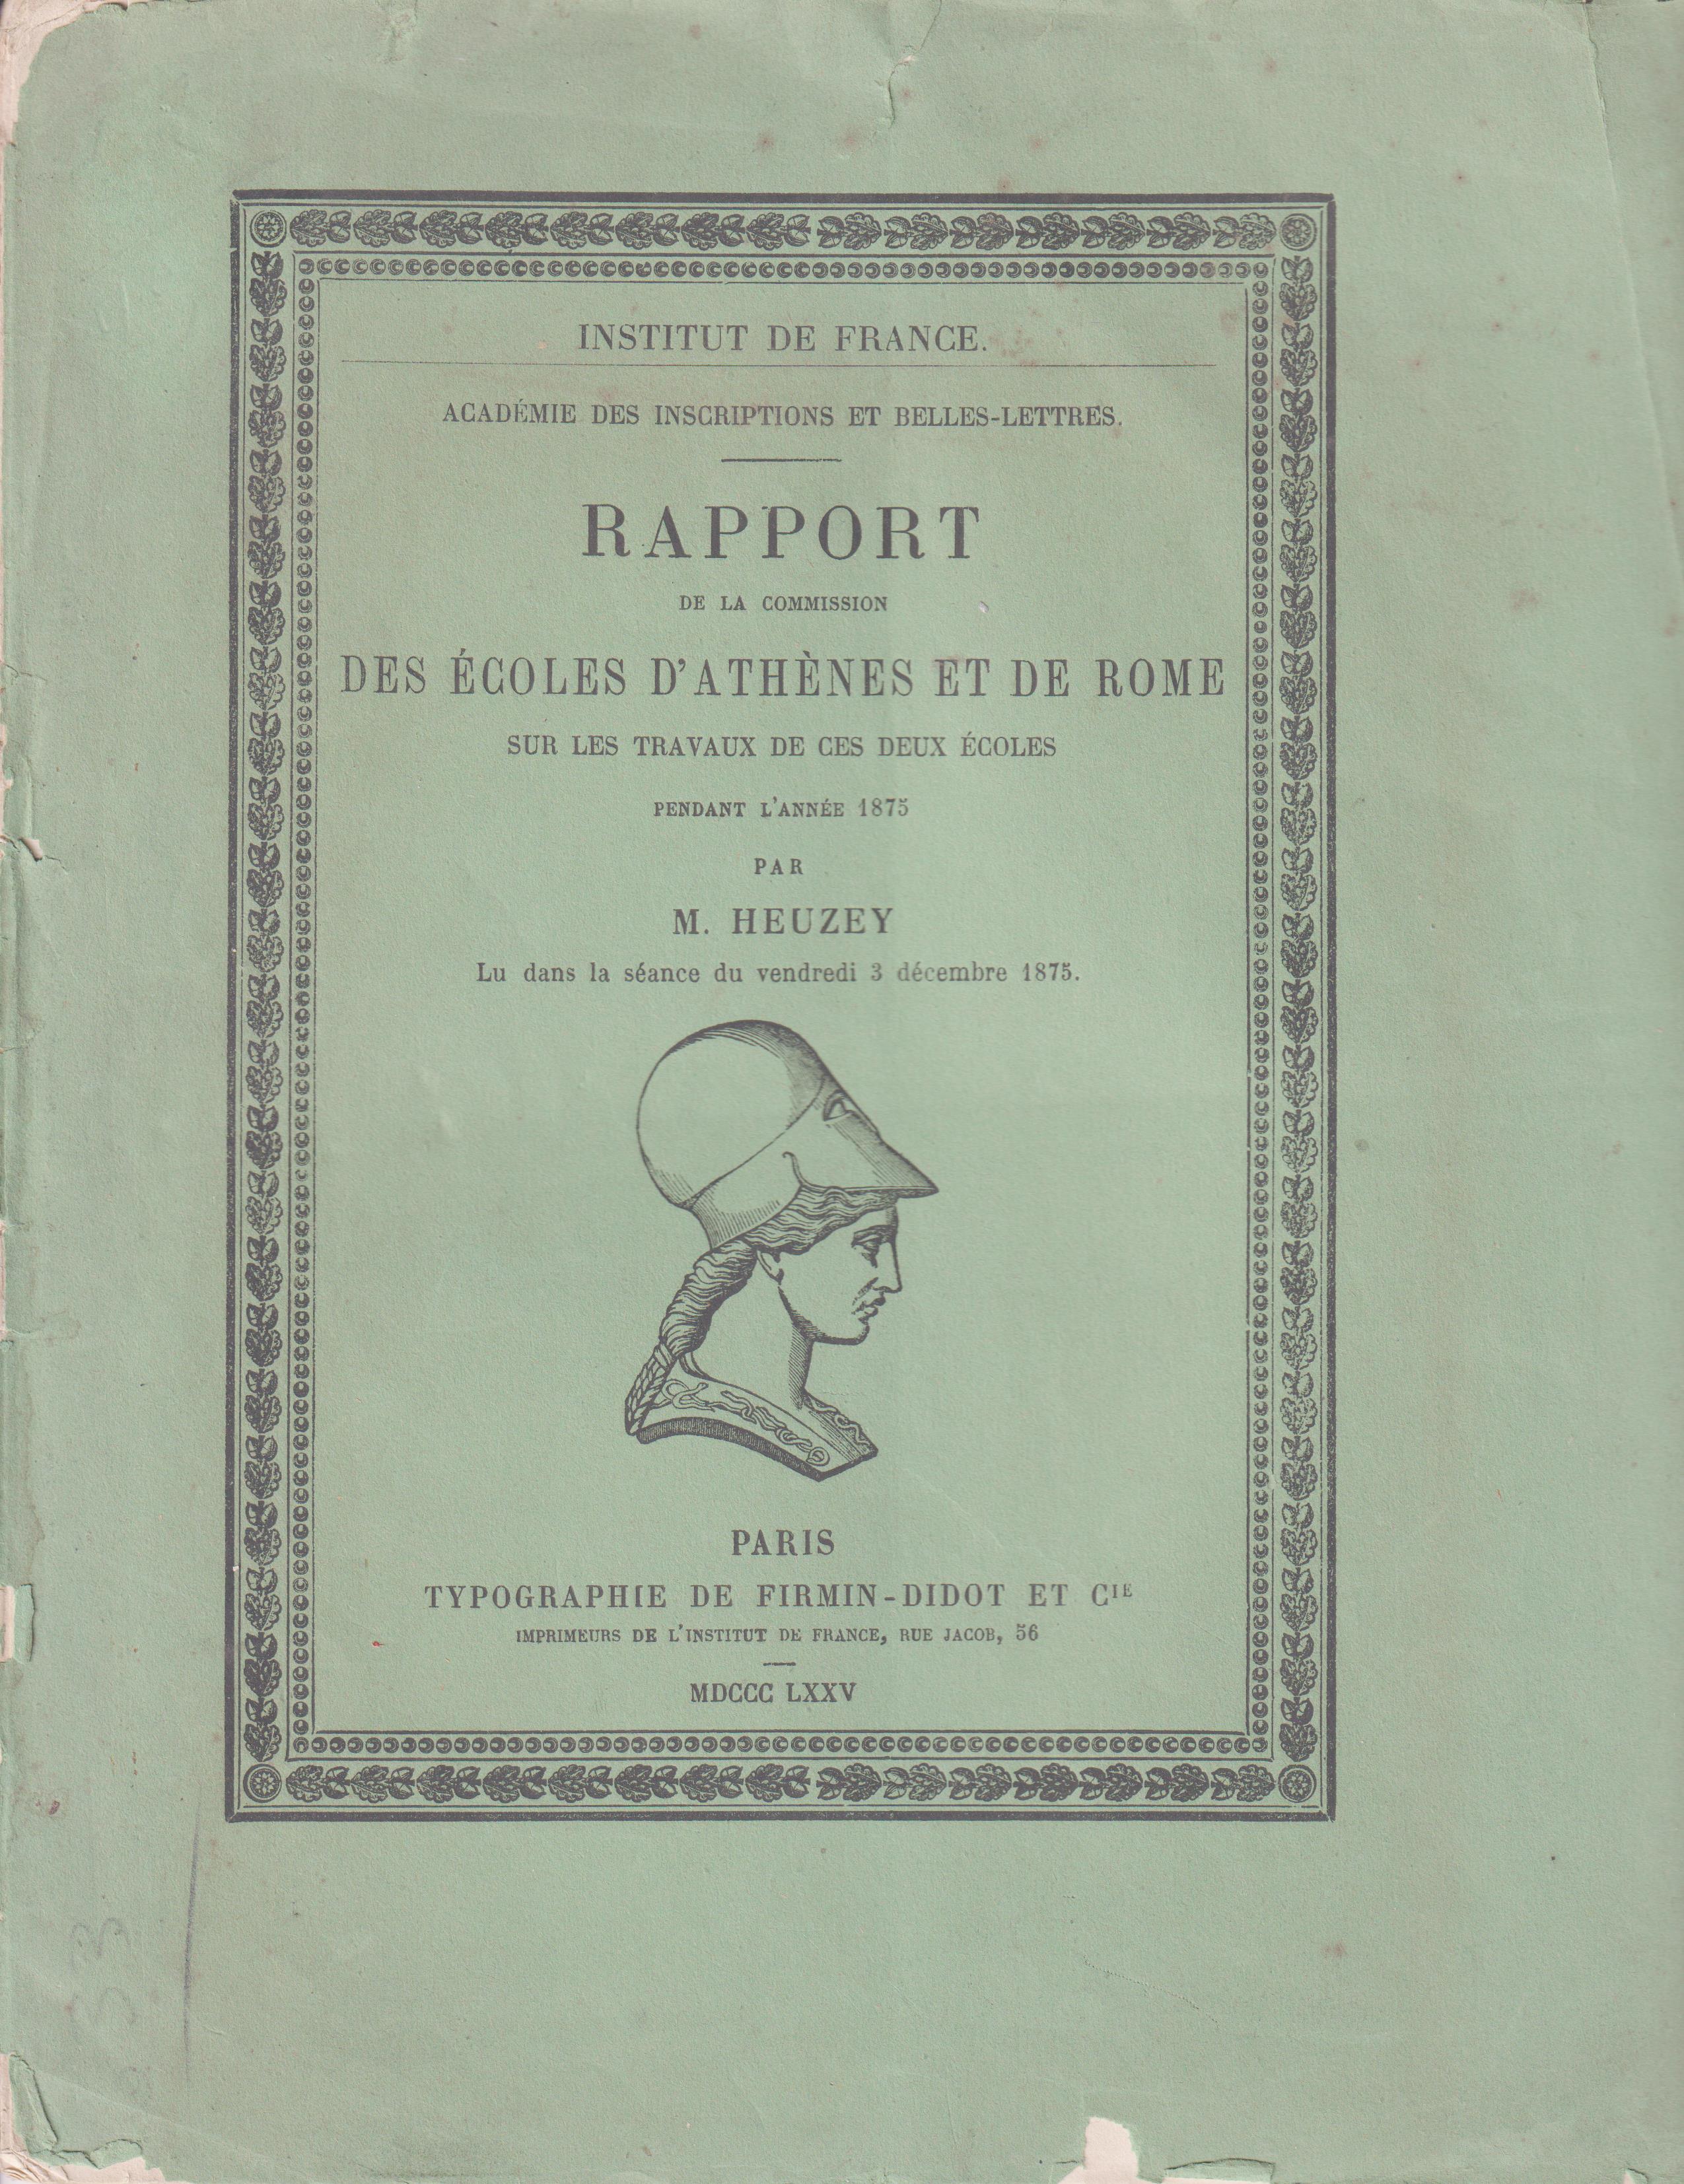 INSTITUT DE FRANCE.
ACADÉMIE DES INSCRIPTIONS ET BELLES-LETTRES.
RAPPORT
DE LA COMMISSION
DES ÉCOLES D'ATHÈNES ET DE ROME
SUR LES TRAVAUX DE CES DEUX ÉCOLES
PENDANT L'ANNÉE 1875
PAR
M. HEUZEY
Lu dans la séance du vendredi 3 décembre 1875.
PARIS
TYPOGRAPHIE DE FIRMIN-DIDOT ET CIE
IMPRIMEURS DE L'INSTITUT DE FRANCE, RUE JACOB, 56
MDCCC LXXV